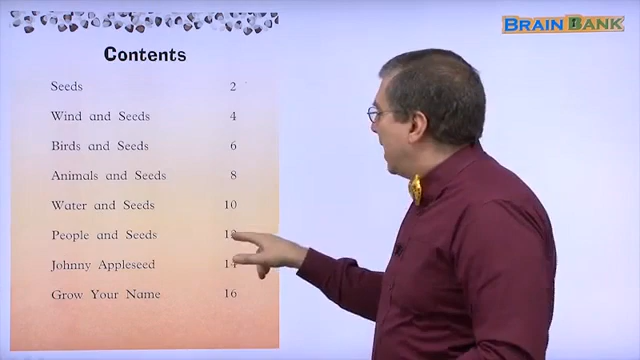 BRAIN BANK
Contents
Seeds 2
Wind and Seeds 4
Birds and Seeds 6
Animals and Seeds 8
Water and Seeds 10
People and Seeds 12
Johnny Appleseed 14
Grow Your Name 16